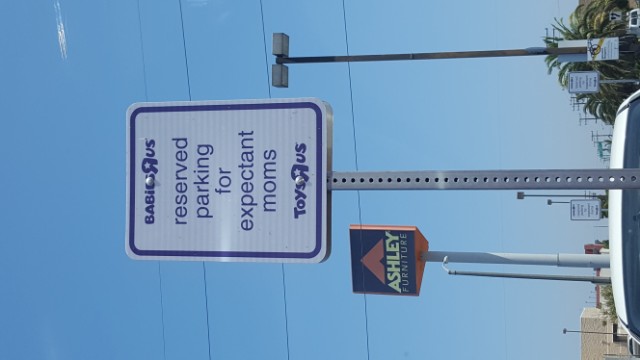 BABIES R US
reserved
parking
for
expectant
moms
TOYS R US
ASHLEY
FURNITURE